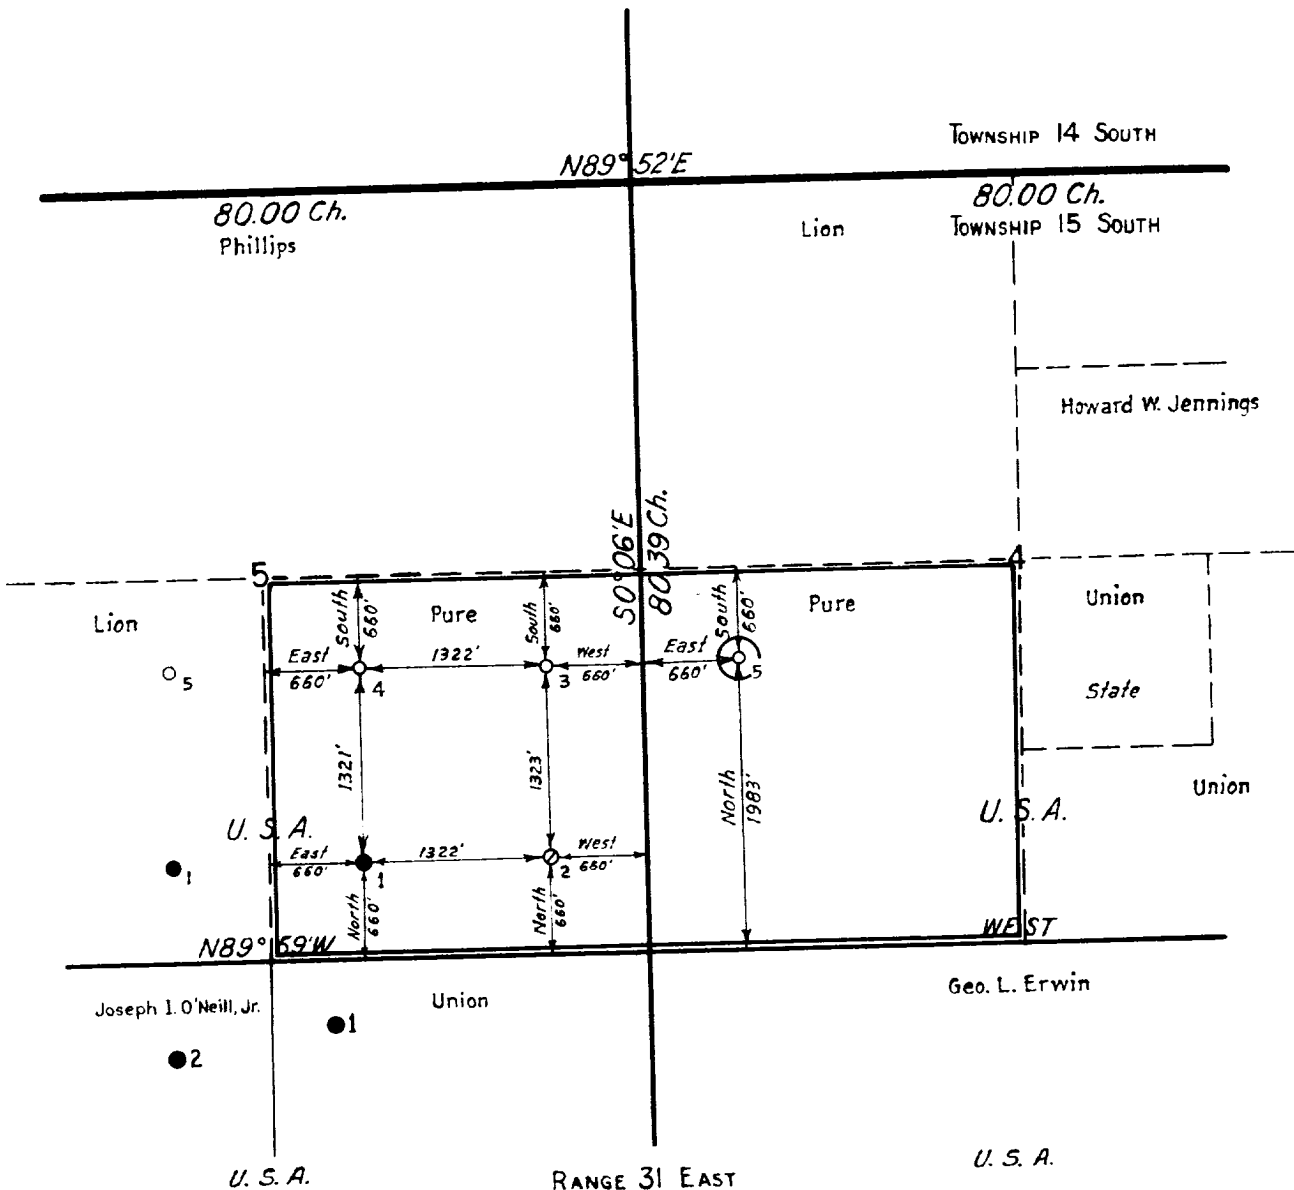 TOWNSHIP 14 SOUTH
N89° 52'E
80.00 Ch.
80.00 Ch.
Phillips
Lion
TOWNSHIP 15 SOUTH
Howard W. Jennings
S0°06'E
80.39 Ch.
5
4
Lion
Pure
Pure
Union
South
660'
South
660'
South
660'
East
660'
1322'
West
660'
East
660'
5
4
3
5
State
1321'
1323'
North
1983'
Union
U. S. A.
U. S. A.
East
660'
1322'
West
660'
1
1
2
North
660'
North
660'
N89° 59'W
WEST
Joseph I. O'Neill, Jr.
Union
Geo. L. Erwin
1
2
U. S. A.
RANGE 31 EAST
U. S. A.